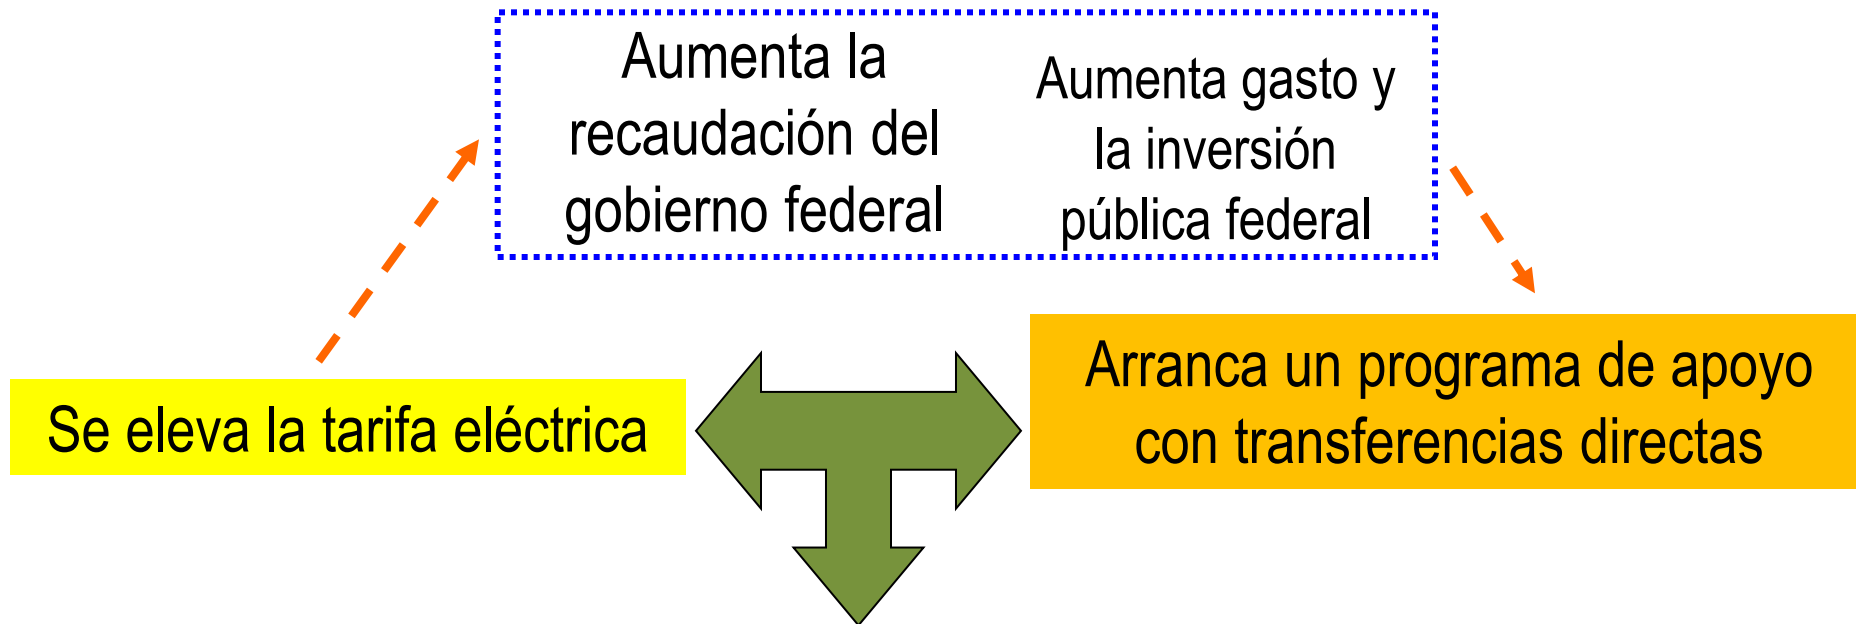 Aumenta la
recaudación del
gobierno federal
Aumenta gasto y
la inversión
pública federal
Se eleva la tarifa eléctrica
Arranca un programa de apoyo
con transferencias directas